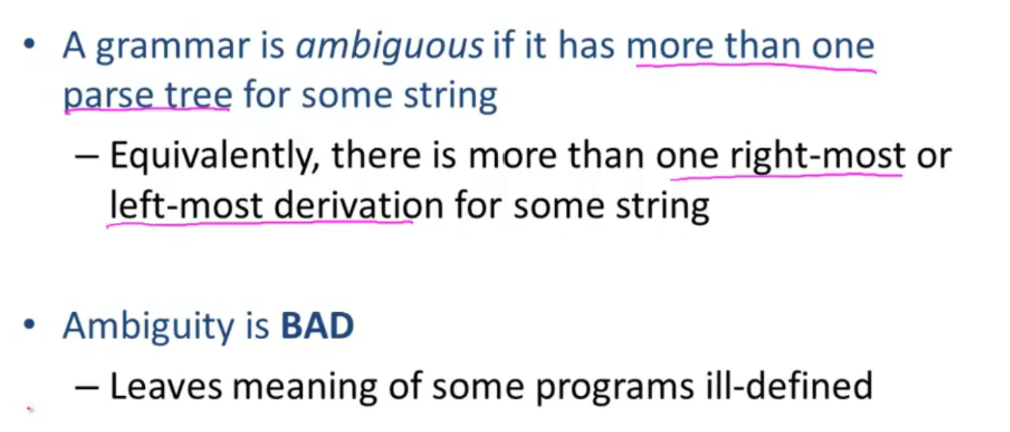 • A grammar is ambiguous if it has more than one
parse tree for some string
– Equivalently, there is more than one right-most or
left-most derivation for some string
• Ambiguity is BAD
– Leaves meaning of some programs ill-defined